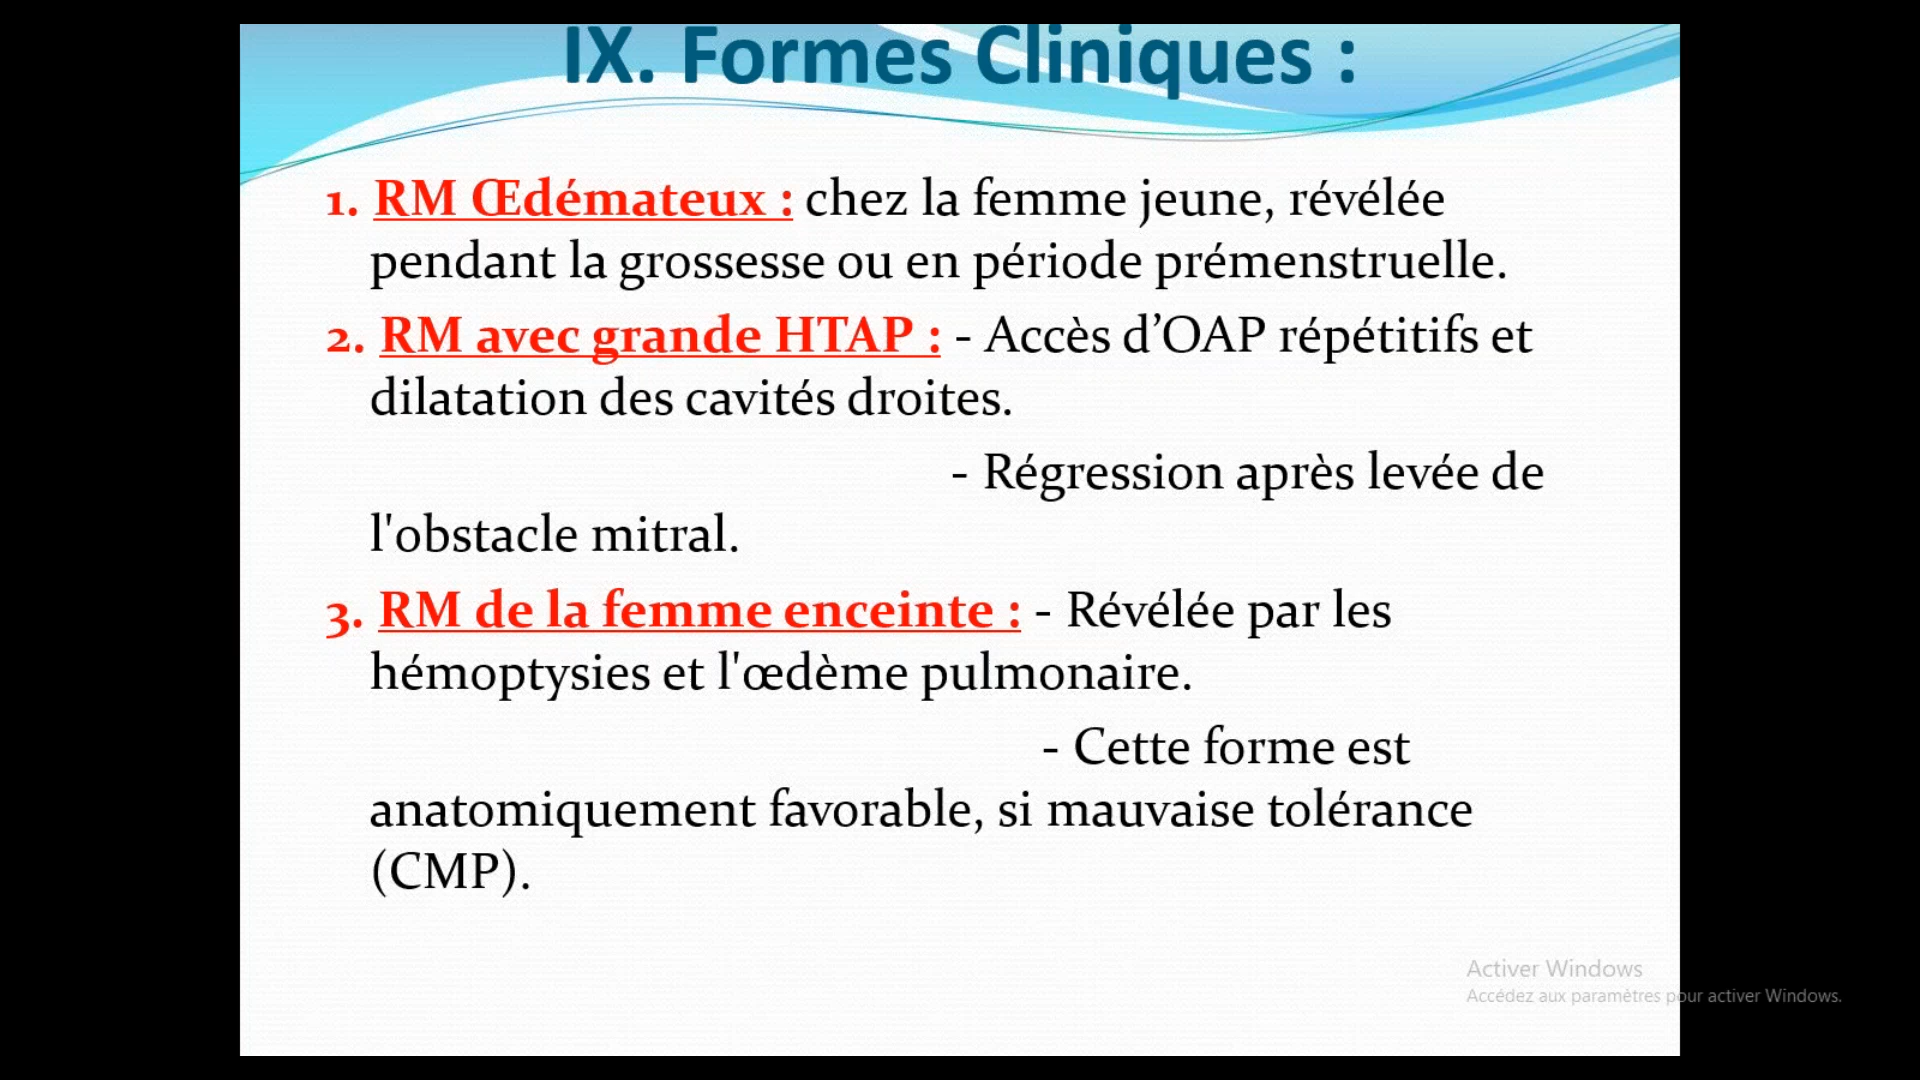 IX. Formes Cliniques :
1. RM Œdémateux : chez la femme jeune, révélée
pendant la grossesse ou en période prémenstruelle.
2. RM avec grande HTAP : - Accès d’OAP répétitifs et
dilatation des cavités droites.
- Régression après levée de
l'obstacle mitral.
3. RM de la femme enceinte : - Révélée par les
hémoptysies et l'œdème pulmonaire.
- Cette forme est
anatomiquement favorable, si mauvaise tolérance
(CMP).
Activer Windows
Accédez aux paramètres pour activer Windows.